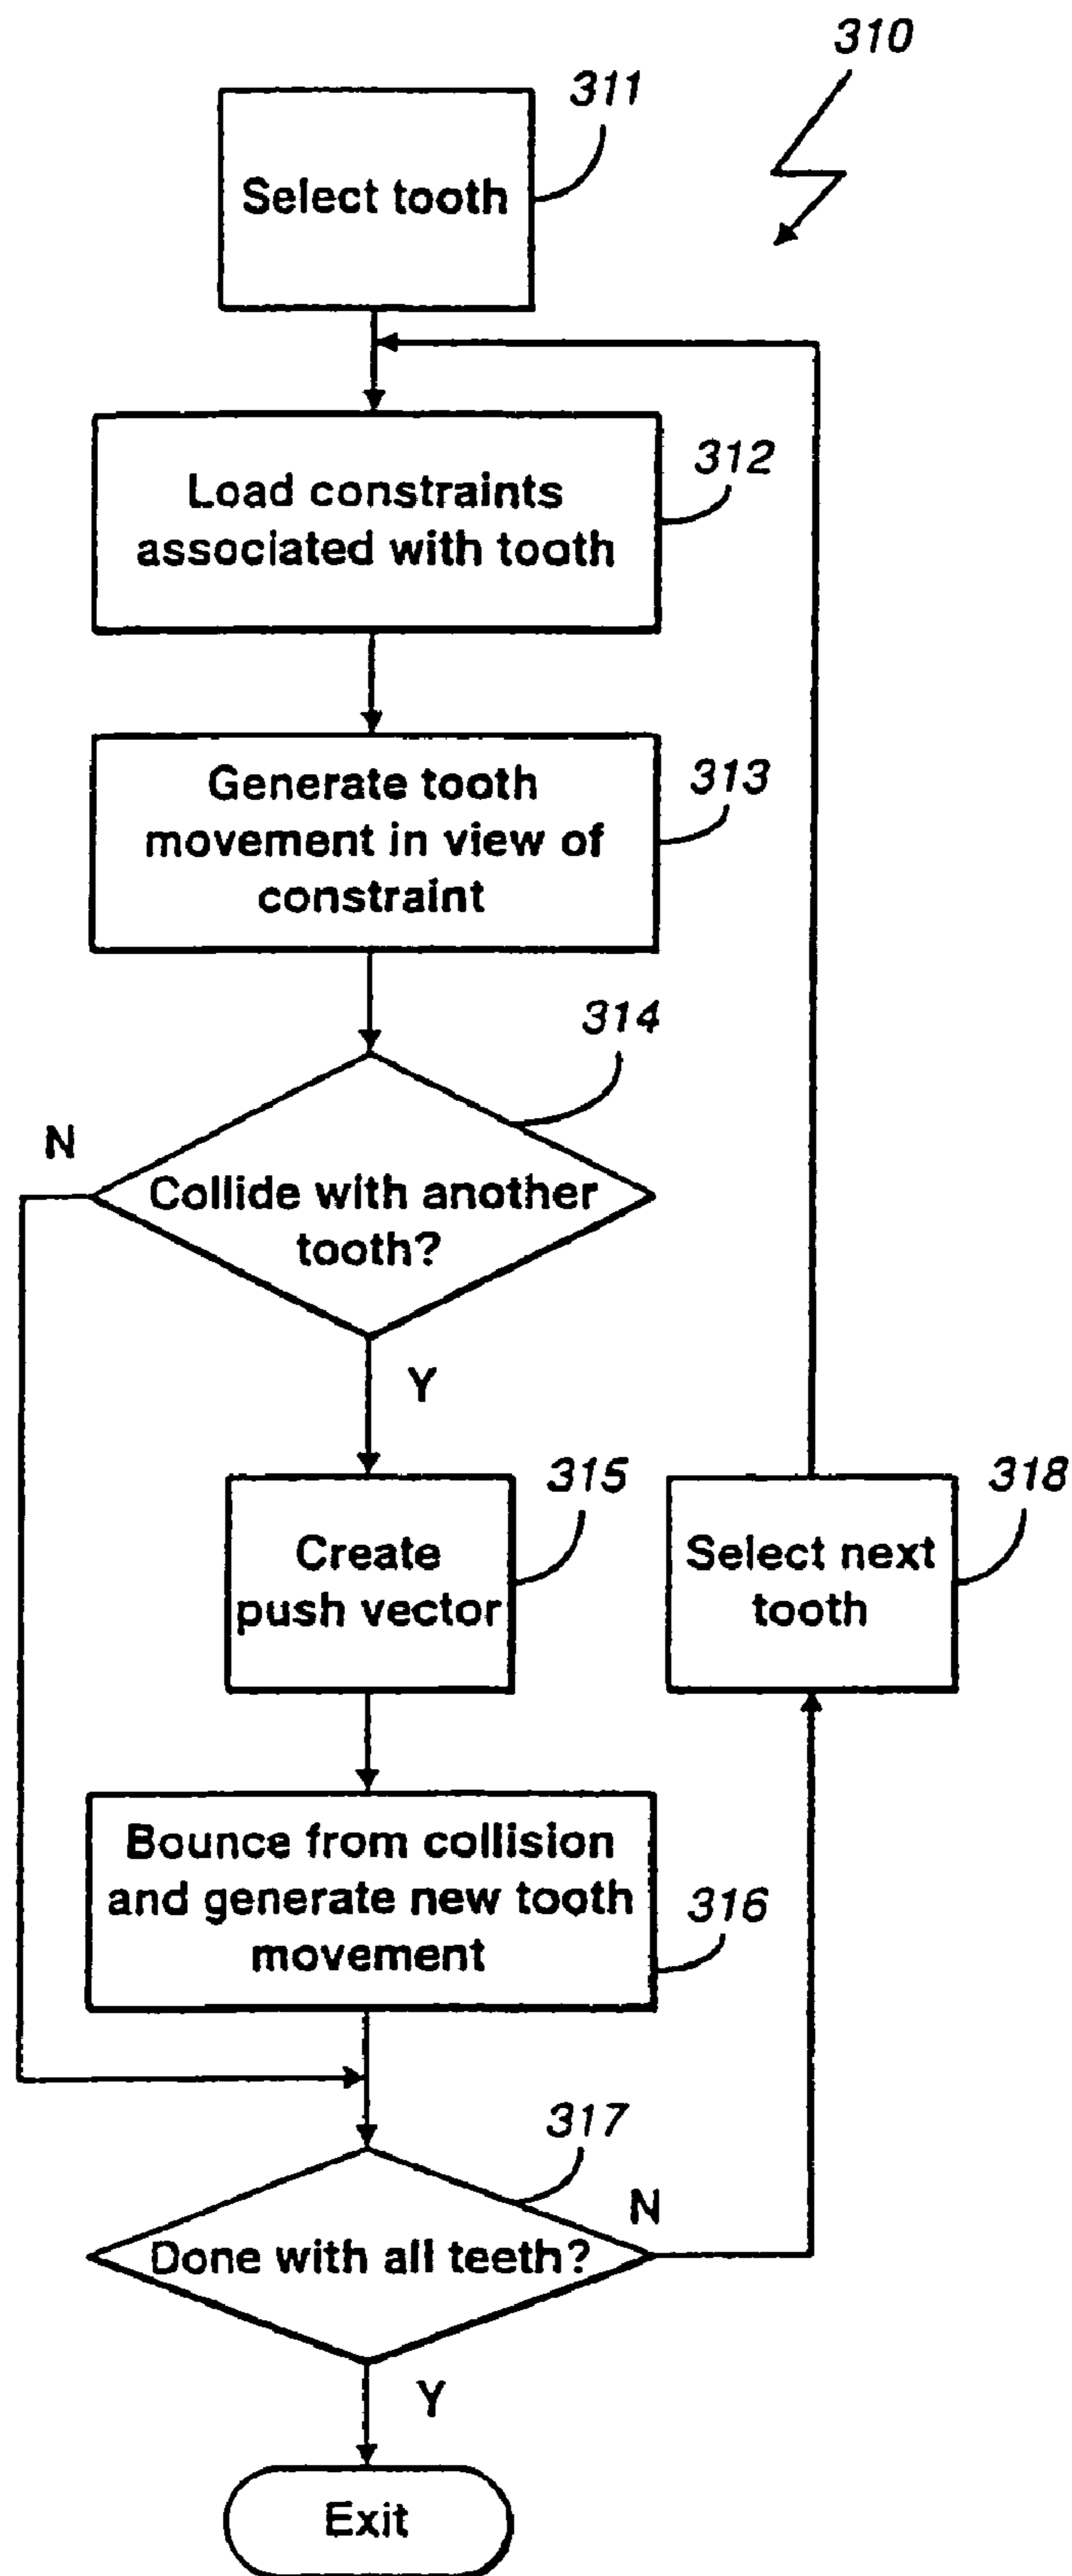 310
311
Select tooth
312
Load constraints
associated with tooth
313
Generate tooth
movement in view of
constraint
314
N
Collide with another
tooth?
Y
315
Create
push vector
318
Select next
tooth
Bounce from collision
and generate new tooth
movement
316
317
N
Done with all teeth?
Y
Exit